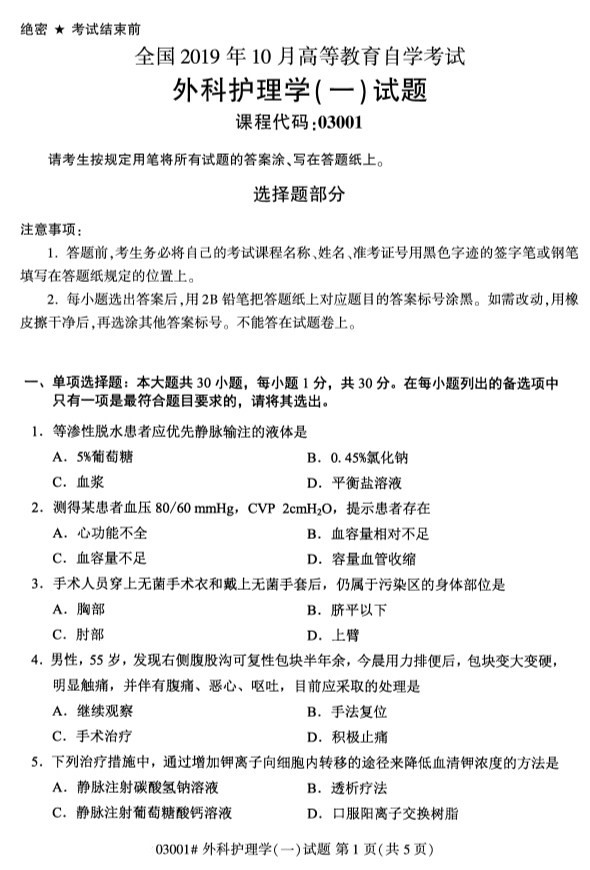 绝密 ★ 考试结束前
全国 2019 年 10 月高等教育自学考试
外科护理学(一)试题
课程代码:03001
请考生按规定用笔将所有试题的答案涂、写在答题纸上。
选择题部分
注意事项:
1. 答题前,考生务必将自己的考试课程名称、姓名、准考证号用黑色字迹的签字笔或钢笔
填写在答题纸规定的位置上。
2. 每小题选出答案后,用 2B 铅笔把答题纸上对应题目的答案标号涂黑。如需改动,用橡
皮擦干净后,再选涂其他答案标号。不能答在试题卷上。
一、单项选择题：本大题共 30 小题，每小题 1 分，共 30 分。在每小题列出的备选项中
只有一项是最符合题目要求的，请将其选出。
1．等渗性脱水患者应优先静脉输注的液体是
A．5%葡萄糖 B．0.45%氯化钠
C．血浆 D．平衡盐溶液
2．测得某患者血压 80/60 mmHg，CVP 2cmH₂O，提示患者存在
A．心功能不全 B．血容量相对不足
C．血容量不足 D．容量血管收缩
3．手术人员穿上无菌手术衣和戴上无菌手套后，仍属于污染区的身体部位是
A．胸部 B．脐平以下
C．肘部 D．上臂
4．男性，55 岁，发现右侧腹股沟可复性包块半年余，今晨用力排便后，包块变大变硬，
明显触痛，并伴有腹痛、恶心、呕吐，目前应采取的处理是
A．继续观察 B．手法复位
C．手术治疗 D．积极止痛
5．下列治疗措施中，通过增加钾离子向细胞内转移的途径来降低血清钾浓度的方法是
A．静脉注射碳酸氢钠溶液 B．透析疗法
C．静脉注射葡萄糖酸钙溶液 D．口服阳离子交换树脂
03001# 外科护理学(一)试题 第 1 页(共 5 页)